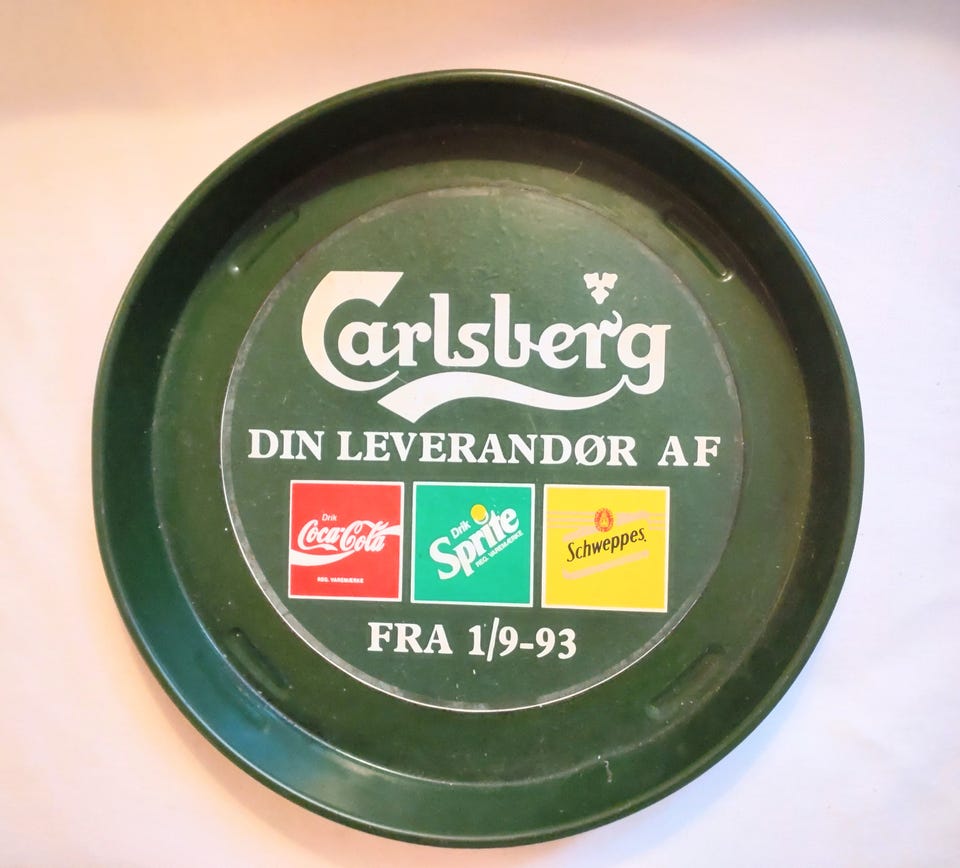 Carlsberg
DIN LEVERANDØR AF
Drik
Coca-Cola
REG. VAREMÆRKE
Drik
Sprite
REG. VAREMÆRKE
Schweppes
FRA 1/9-93